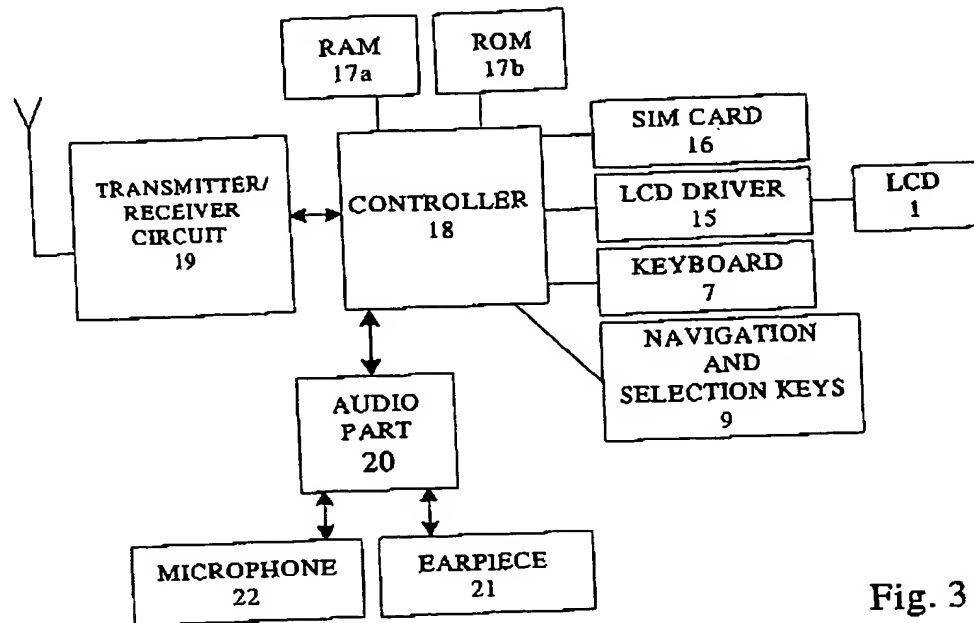 RAM
17a
ROM
17b
SIM CARD
16
TRANSMITTER/
RECEIVER
CIRCUIT
19
CONTROLLER
18
LCD DRIVER
15
LCD
1
KEYBOARD
7
NAVIGATION
AND
SELECTION KEYS
9
AUDIO
PART
20
MICROPHONE
22
EARPIECE
21
Fig. 3